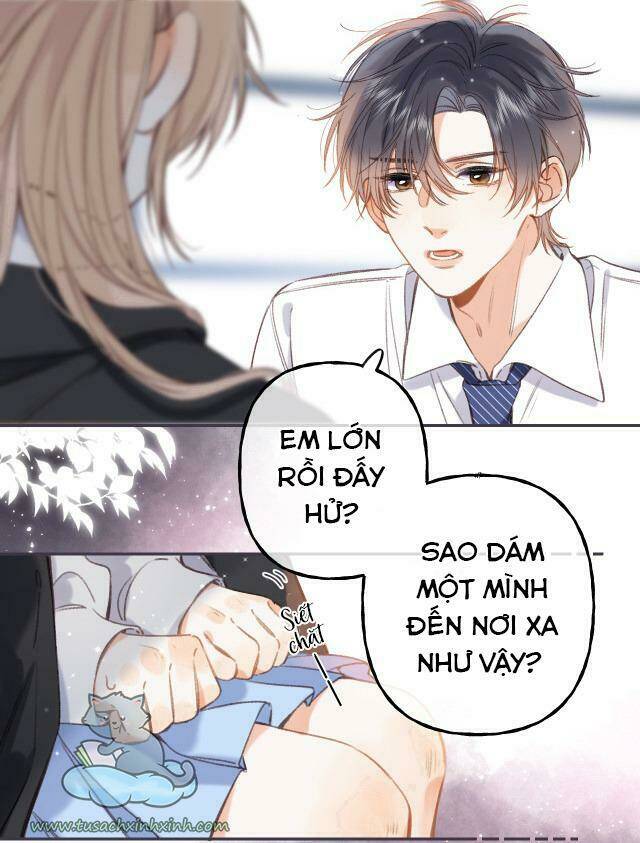 EM LỚN
RỒI ĐẤY
HỬ?
SAO DÁM
MỘT MÌNH
ĐẾN NƠI XA
NHƯ VẬY?
Siết
chặt
www.tusachxinhxinh.com